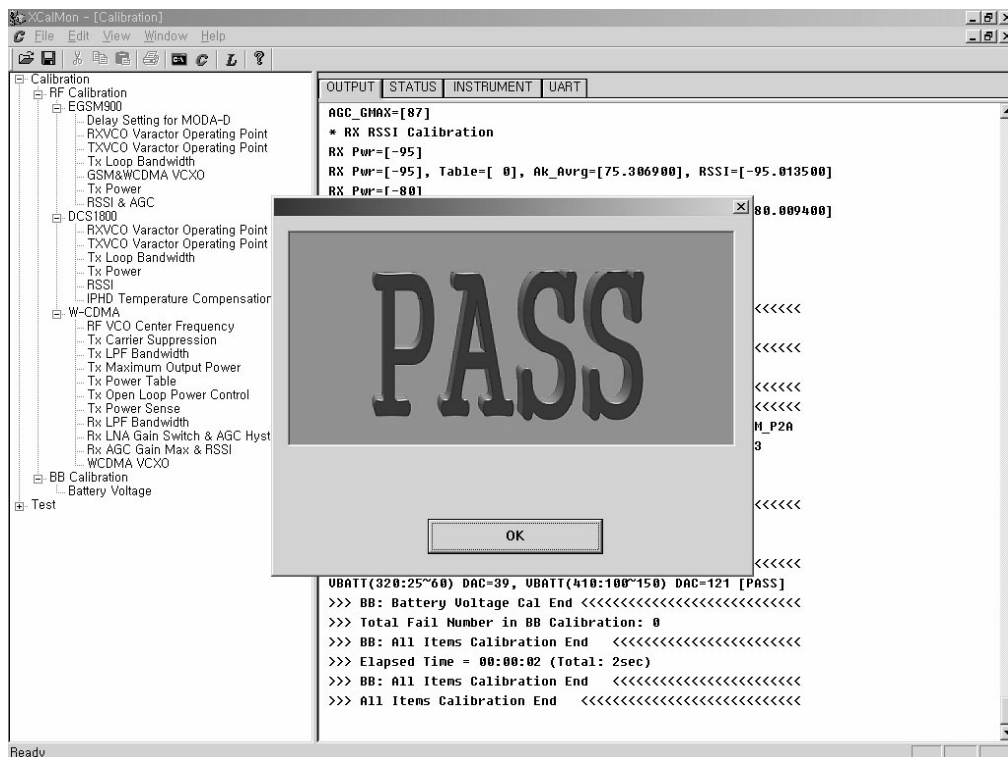 XCalMon - [Calibration]
File Edit View Window Help
Calibration
RF Calibration
EGSM900
Delay Setting for MODA-D
RXVCO Varactor Operating Point
TXVCO Varactor Operating Point
Tx Loop Bandwidth
GSM&WCDMA VCXO
Tx Power
RSSI & AGC
DCS1800
RXVCO Varactor Operating Point
TXVCO Varactor Operating Point
Tx Loop Bandwidth
Tx Power
RSSI
IPHD Temperature Compensation
W-CDMA
RF VCO Center Frequency
Tx Carrier Suppression
Tx LPF Bandwidth
Tx Maximum Output Power
Tx Power Table
Tx Open Loop Power Control
Tx Power Sense
Rx LPF Bandwidth
Rx LNA Gain Switch & AGC Hyst
Rx AGC Gain Max & RSSI
WCDMA VCXO
BB Calibration
Battery Voltage
Test
OUTPUT STATUS INSTRUMENT UART
AGC_GMAX=[87]
* RX RSSI Calibration
RX Pwr=[-95]
RX Pwr=[-95], Table=[ 0], Ak_Avrg=[75.306900], RSSI=[-95.013500]
RX Pwr=[-80]
80.009400]
<<<<<<
<<<<<<
<<<<<<
<<<<<<
M_P2A
3
<<<<<<
<<<<<<
PASS
OK
VBATT(320:25~60) DAC=39, VBATT(410:100~150) DAC=121 [PASS]
>>> BB: Battery Voltage Cal End <<<<<<<<<<<<<<<<<<<<<<<<<<<<
>>> Total Fail Number in BB Calibration: 0
>>> BB: All Items Calibration End <<<<<<<<<<<<<<<<<<<<<<<<
>>> Elapsed Time = 00:00:02 (Total: 2sec)
>>> BB: All Items Calibration End <<<<<<<<<<<<<<<<<<<<<<<<
>>> All Items Calibration End <<<<<<<<<<<<<<<<<<<<<<<<<<<<
Ready